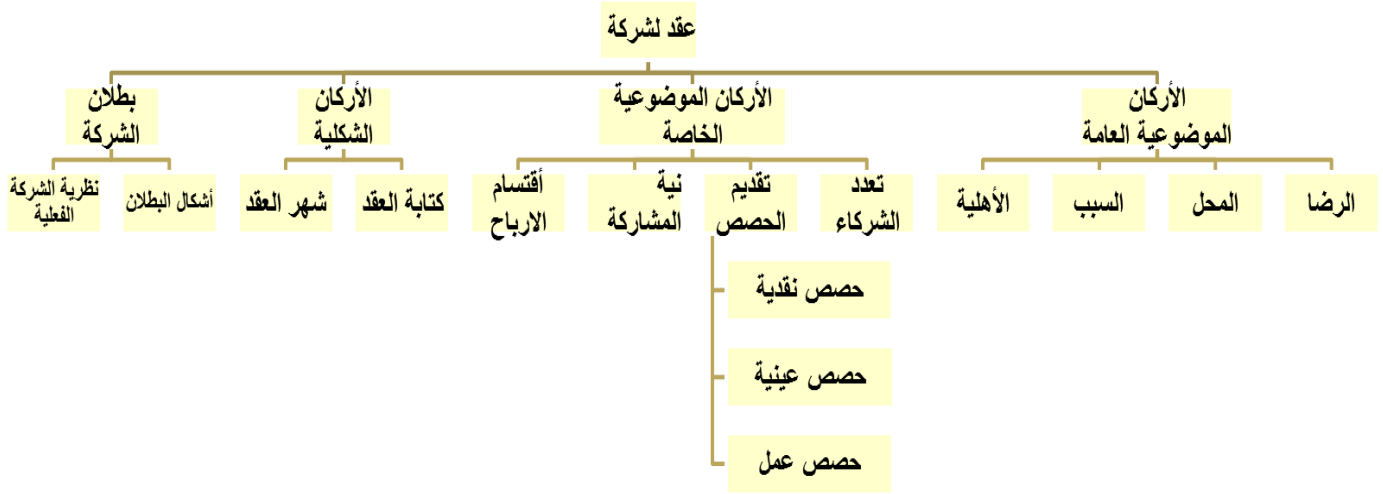 عقد لشركة
الأركان
الموضوعية العامة
الأركان الموضوعية
الخاصة
الأركان
الشكلية
بطلان
الشركة
الرضا
المحل
السبب
الأهلية
تعدد
الشركاء
تقديم
الحصص
نية
المشاركة
أقتسام
الارباح
كتابة العقد
شهر العقد
أشكال البطلان
نظرية الشركة
الفعلية
حصص نقدية
حصص عينية
حصص عمل